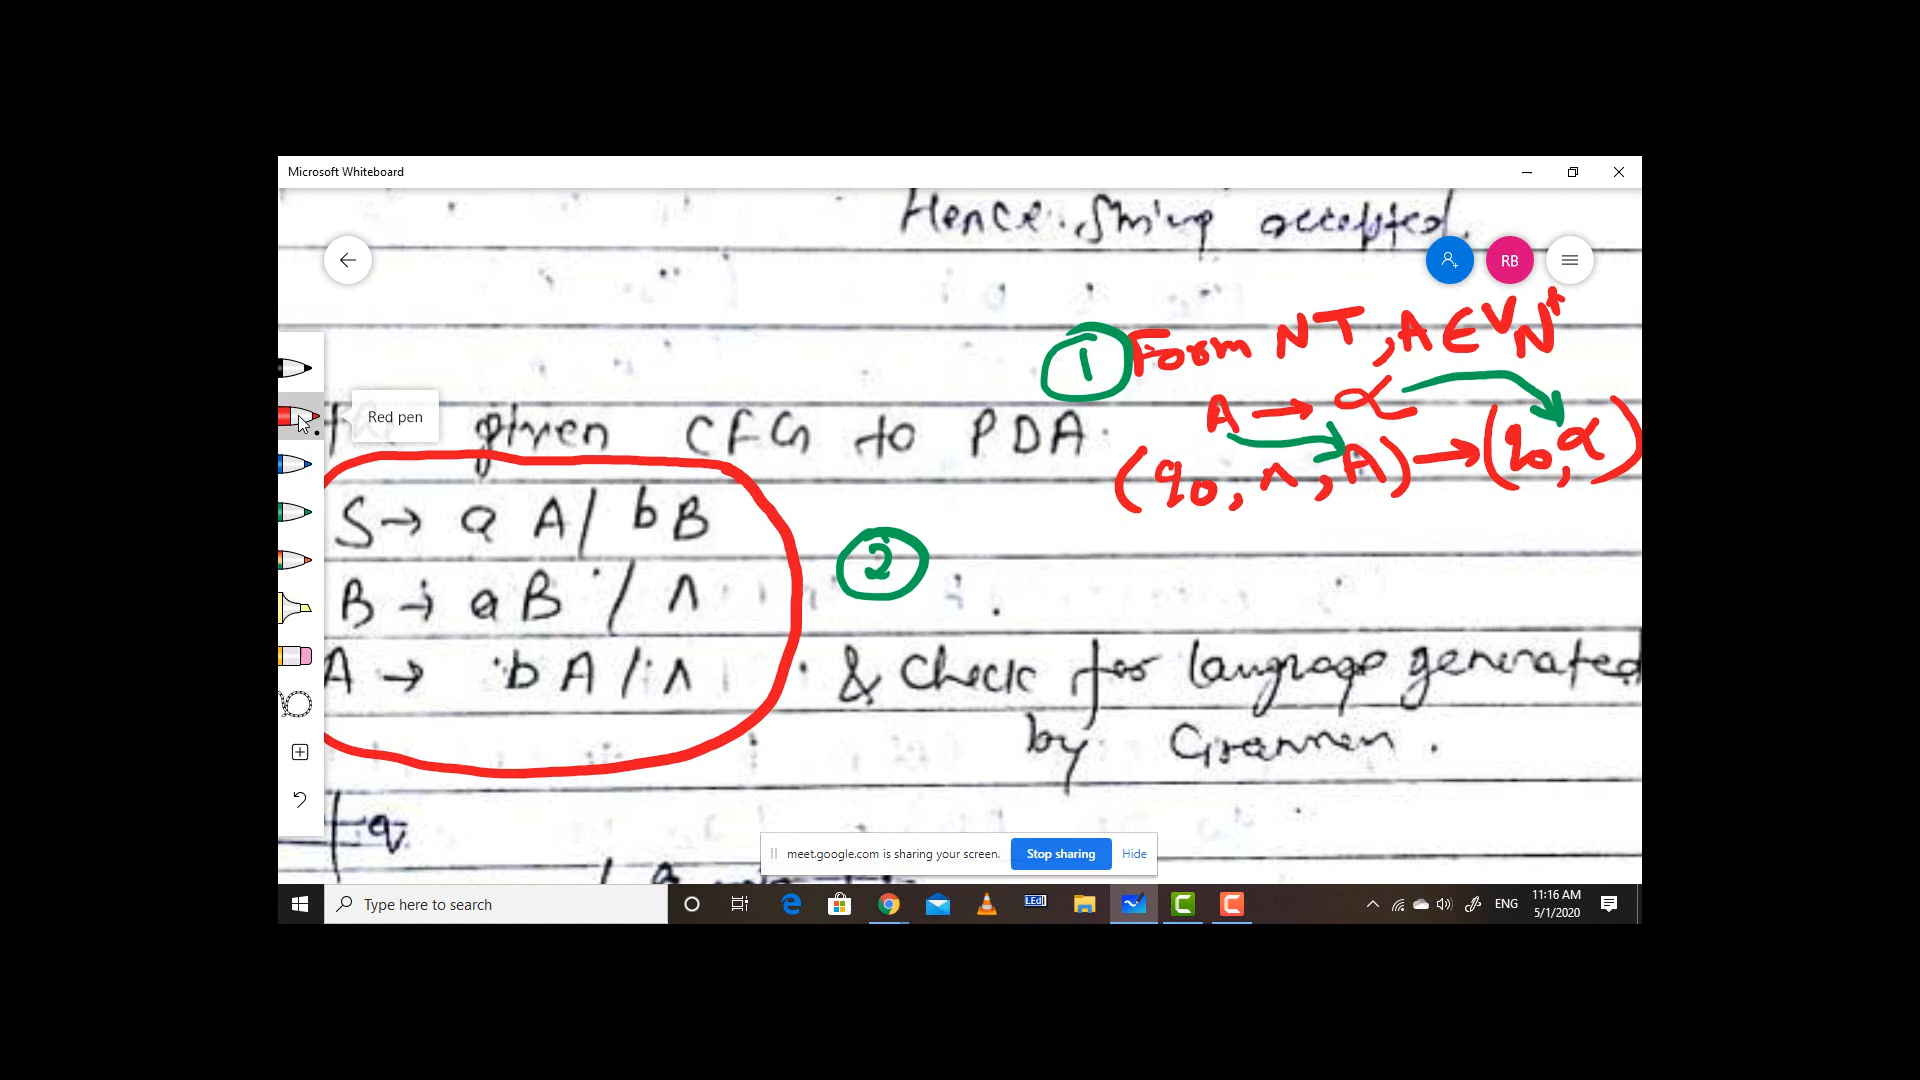 Microsoft Whiteboard
Hence String accepted.
RB
① Form NT, A ∈ VN*
A → α
(q0, ʌ, A) → (q0, α)
Red pen
given CFG to PDA.
S → a A / b B
②
B → a B / ʌ
A → b A / ʌ & Check for language generated
by Grammer.
q
meet.google.com is sharing your screen. Stop sharing Hide
Type here to search
LEd
ENG
11:16 AM
5/1/2020